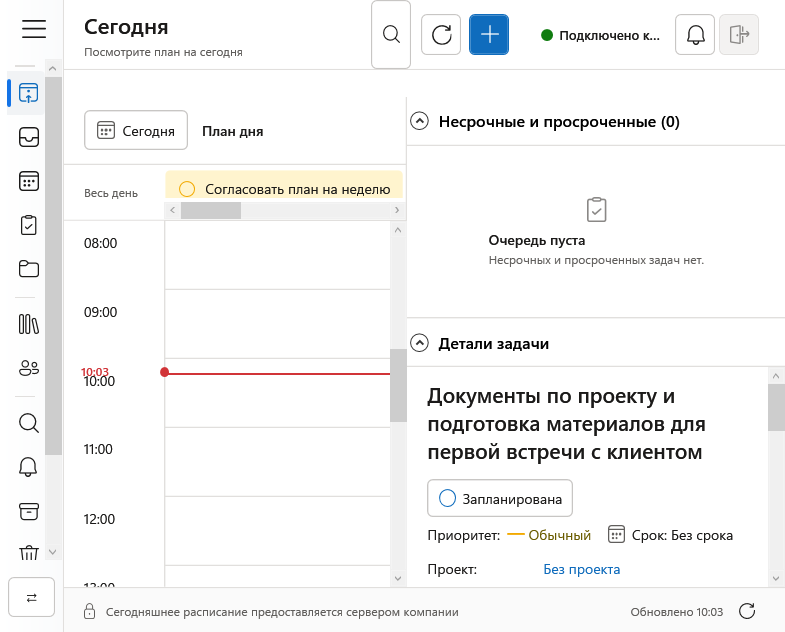 Сегодня
Посмотрите план на сегодня
Подключено к...
Сегодня
План дня
Весь день
Согласовать план на неделю
08:00
09:00
10:03
10:00
11:00
12:00
13:00
Несрочные и просроченные (0)
Очередь пуста
Несрочных и просроченных задач нет.
Детали задачи
Документы по проекту и
подготовка материалов для
первой встречи с клиентом
Запланирована
Приоритет: Обычный Срок: Без срока
Проект: Без проекта
Сегодняшнее расписание предоставляется сервером компании
Обновлено 10:03